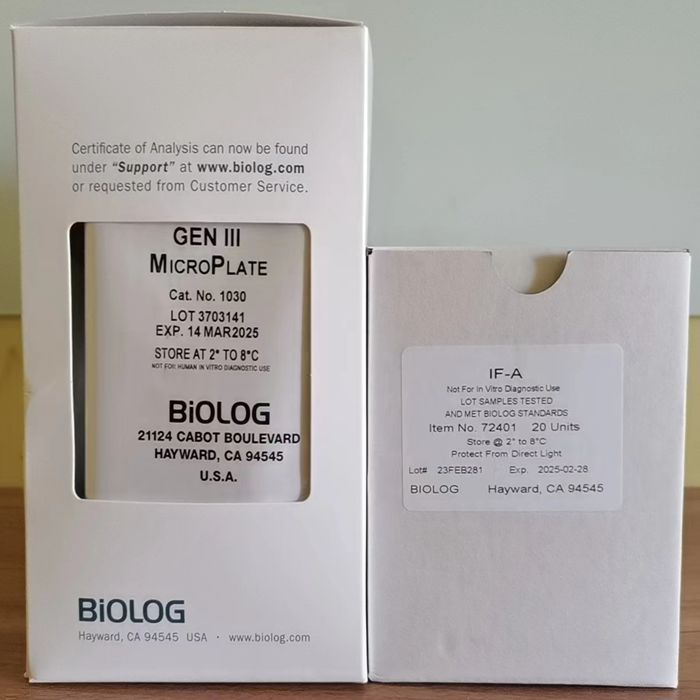 Certificate of Analysis can now be found
under "Support" at www.biolog.com
or requested from Customer Service.
GEN III
MICROPLATE
Cat. No. 1030
LOT 3703141
EXP. 14 MAR2025
STORE AT 2° TO 8°C
NOT FOR HUMAN IN VITRO DIAGNOSTIC USE
BiOLOG
21124 CABOT BOULEVARD
HAYWARD, CA 94545
U.S.A.
BiOLOG
Hayward, CA 94545 USA · www.biolog.com
IF-A
Not For In Vitro Diagnostic Use
LOT SAMPLES TESTED
AND MET BIOLOG STANDARDS
Item No. 72401 20 Units
Store @ 2° to 8°C
Protect From Direct Light
Lot# 23FEB281 Exp. 2025-02-28
BIOLOG Hayward, CA 94545